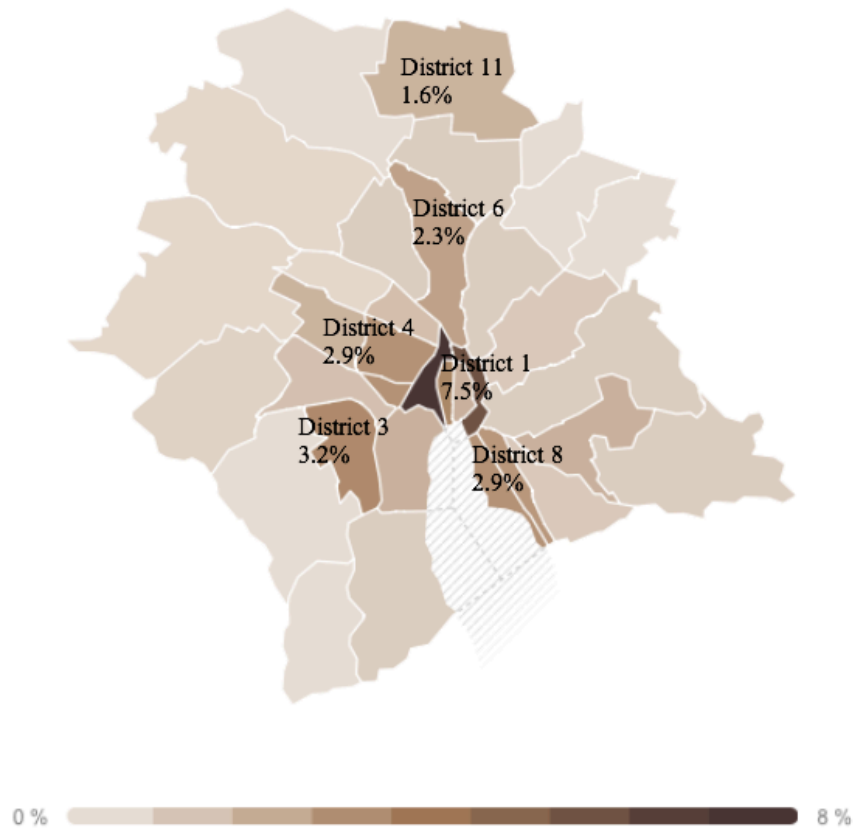 District 11
1.6%
District 6
2.3%
District 4
2.9%
District 1
7.5%
District 3
3.2%
District 8
2.9%
0 %
8 %